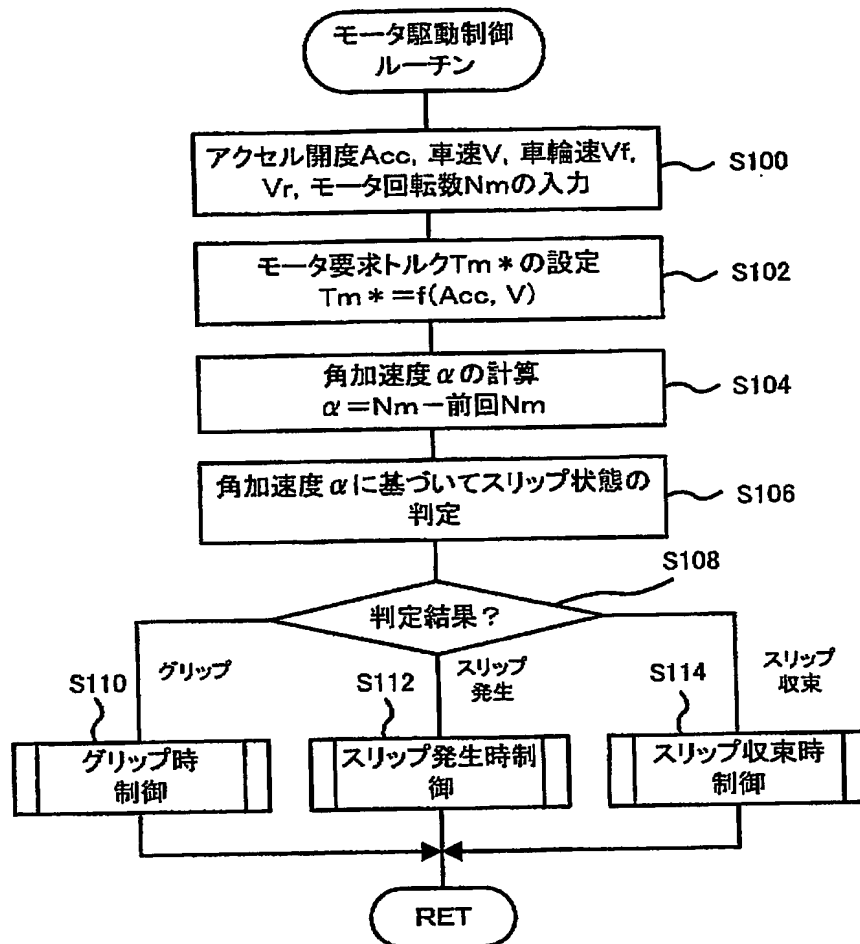 モータ駆動制御
ルーチン
アクセル開度Acc, 車速V, 車輪速Vf,
Vr, モータ回転数Nmの入力
S100
モータ要求トルクTm*の設定
Tm*=f(Acc, V)
S102
角加速度αの計算
α=Nm-前回Nm
S104
角加速度αに基づいてスリップ状態の
判定
S106
S108
判定結果?
グリップ
スリップ
発生
スリップ
収束
S110
S112
S114
グリップ時
制御
スリップ発生時制
御
スリップ収束時
制御
RET